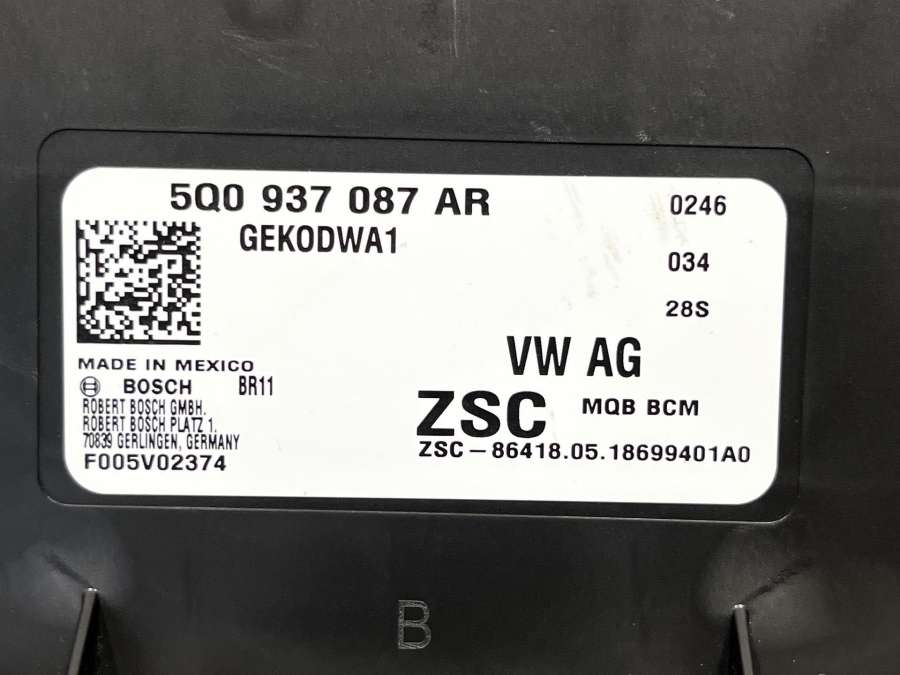 5Q0 937 087 AR 0246
GEK0DWA1
034
28S
MADE IN MEXICO
BOSCH BR11
ROBERT BOSCH GMBH.
ROBERT BOSCH PLATZ 1.
70839 GERLINGEN, GERMANY
F005V02374
VW AG
ZSC MQB BCM
ZSC-86418.05.18699401A0
B